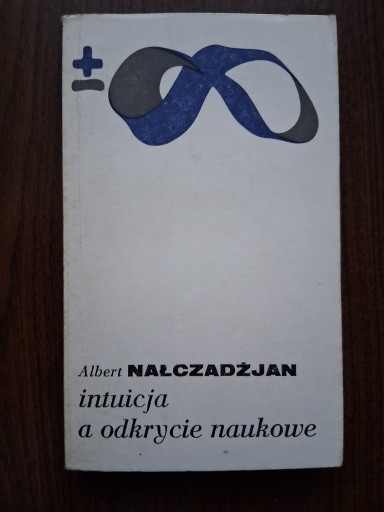 ±
Albert NAŁCZADŻJAN
intuicja
a odkrycie naukowe